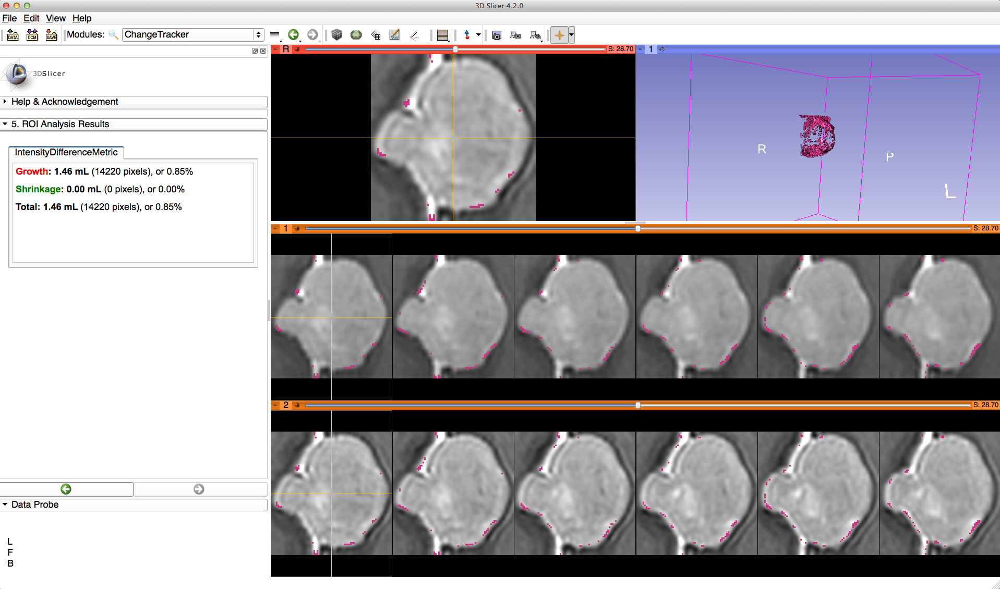 3D Slicer 4.2.0
File Edit View Help
DATA DCM SAVE Modules: ChangeTracker
3DSlicer
Help & Acknowledgement
5. ROI Analysis Results
IntensityDifferenceMetric
Growth: 1.46 mL (14220 pixels), or 0.85%
Shrinkage: 0.00 mL (0 pixels), or 0.00%
Total: 1.46 mL (14220 pixels), or 0.85%
Data Probe
L
F
B
R S: 28.70
1
R
P
L
1 S: 28.70
2 S: 28.70